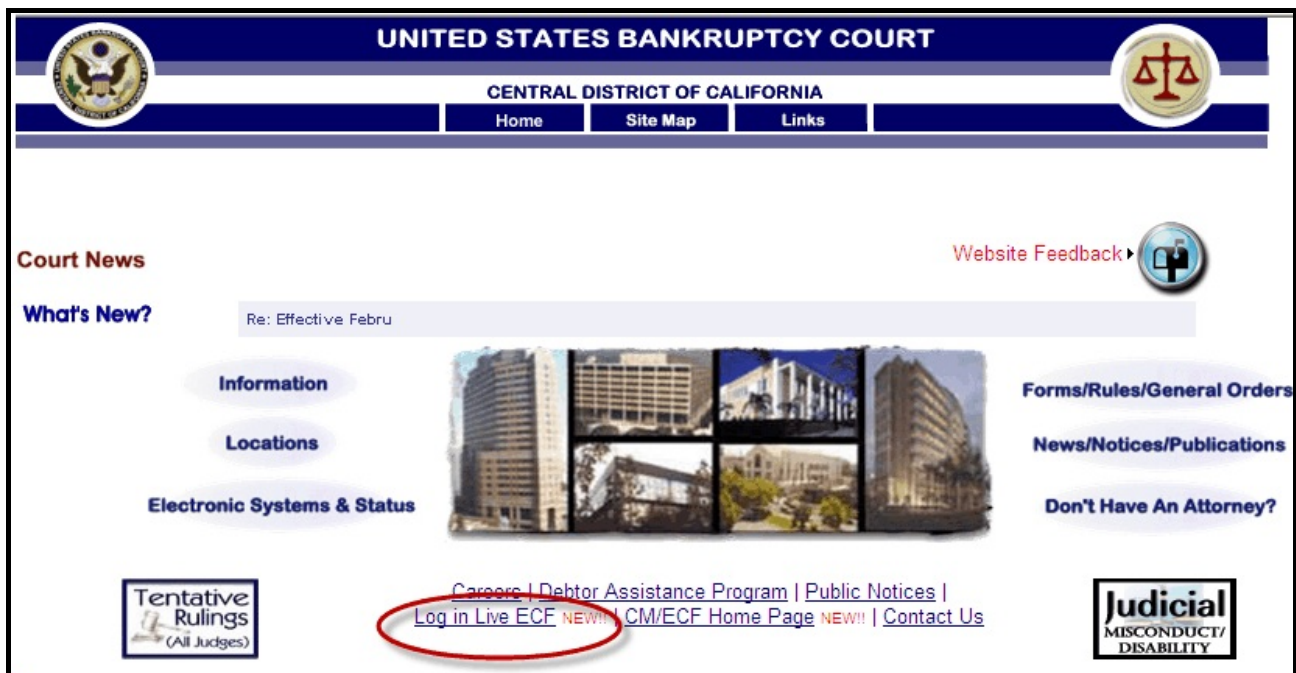 UNITED STATES BANKRUPTCY COURT
CENTRAL DISTRICT OF CALIFORNIA
Home Site Map Links
Website Feedback
Court News
What's New?
Re: Effective Febru
Information
Locations
Electronic Systems & Status
Forms/Rules/General Orders
News/Notices/Publications
Don't Have An Attorney?
Tentative
Rulings
(All Judges)
Careers | Debtor Assistance Program | Public Notices |
Log in Live ECF NEW!! | CM/ECF Home Page NEW!! | Contact Us
Judicial
MISCONDUCT/
DISABILITY